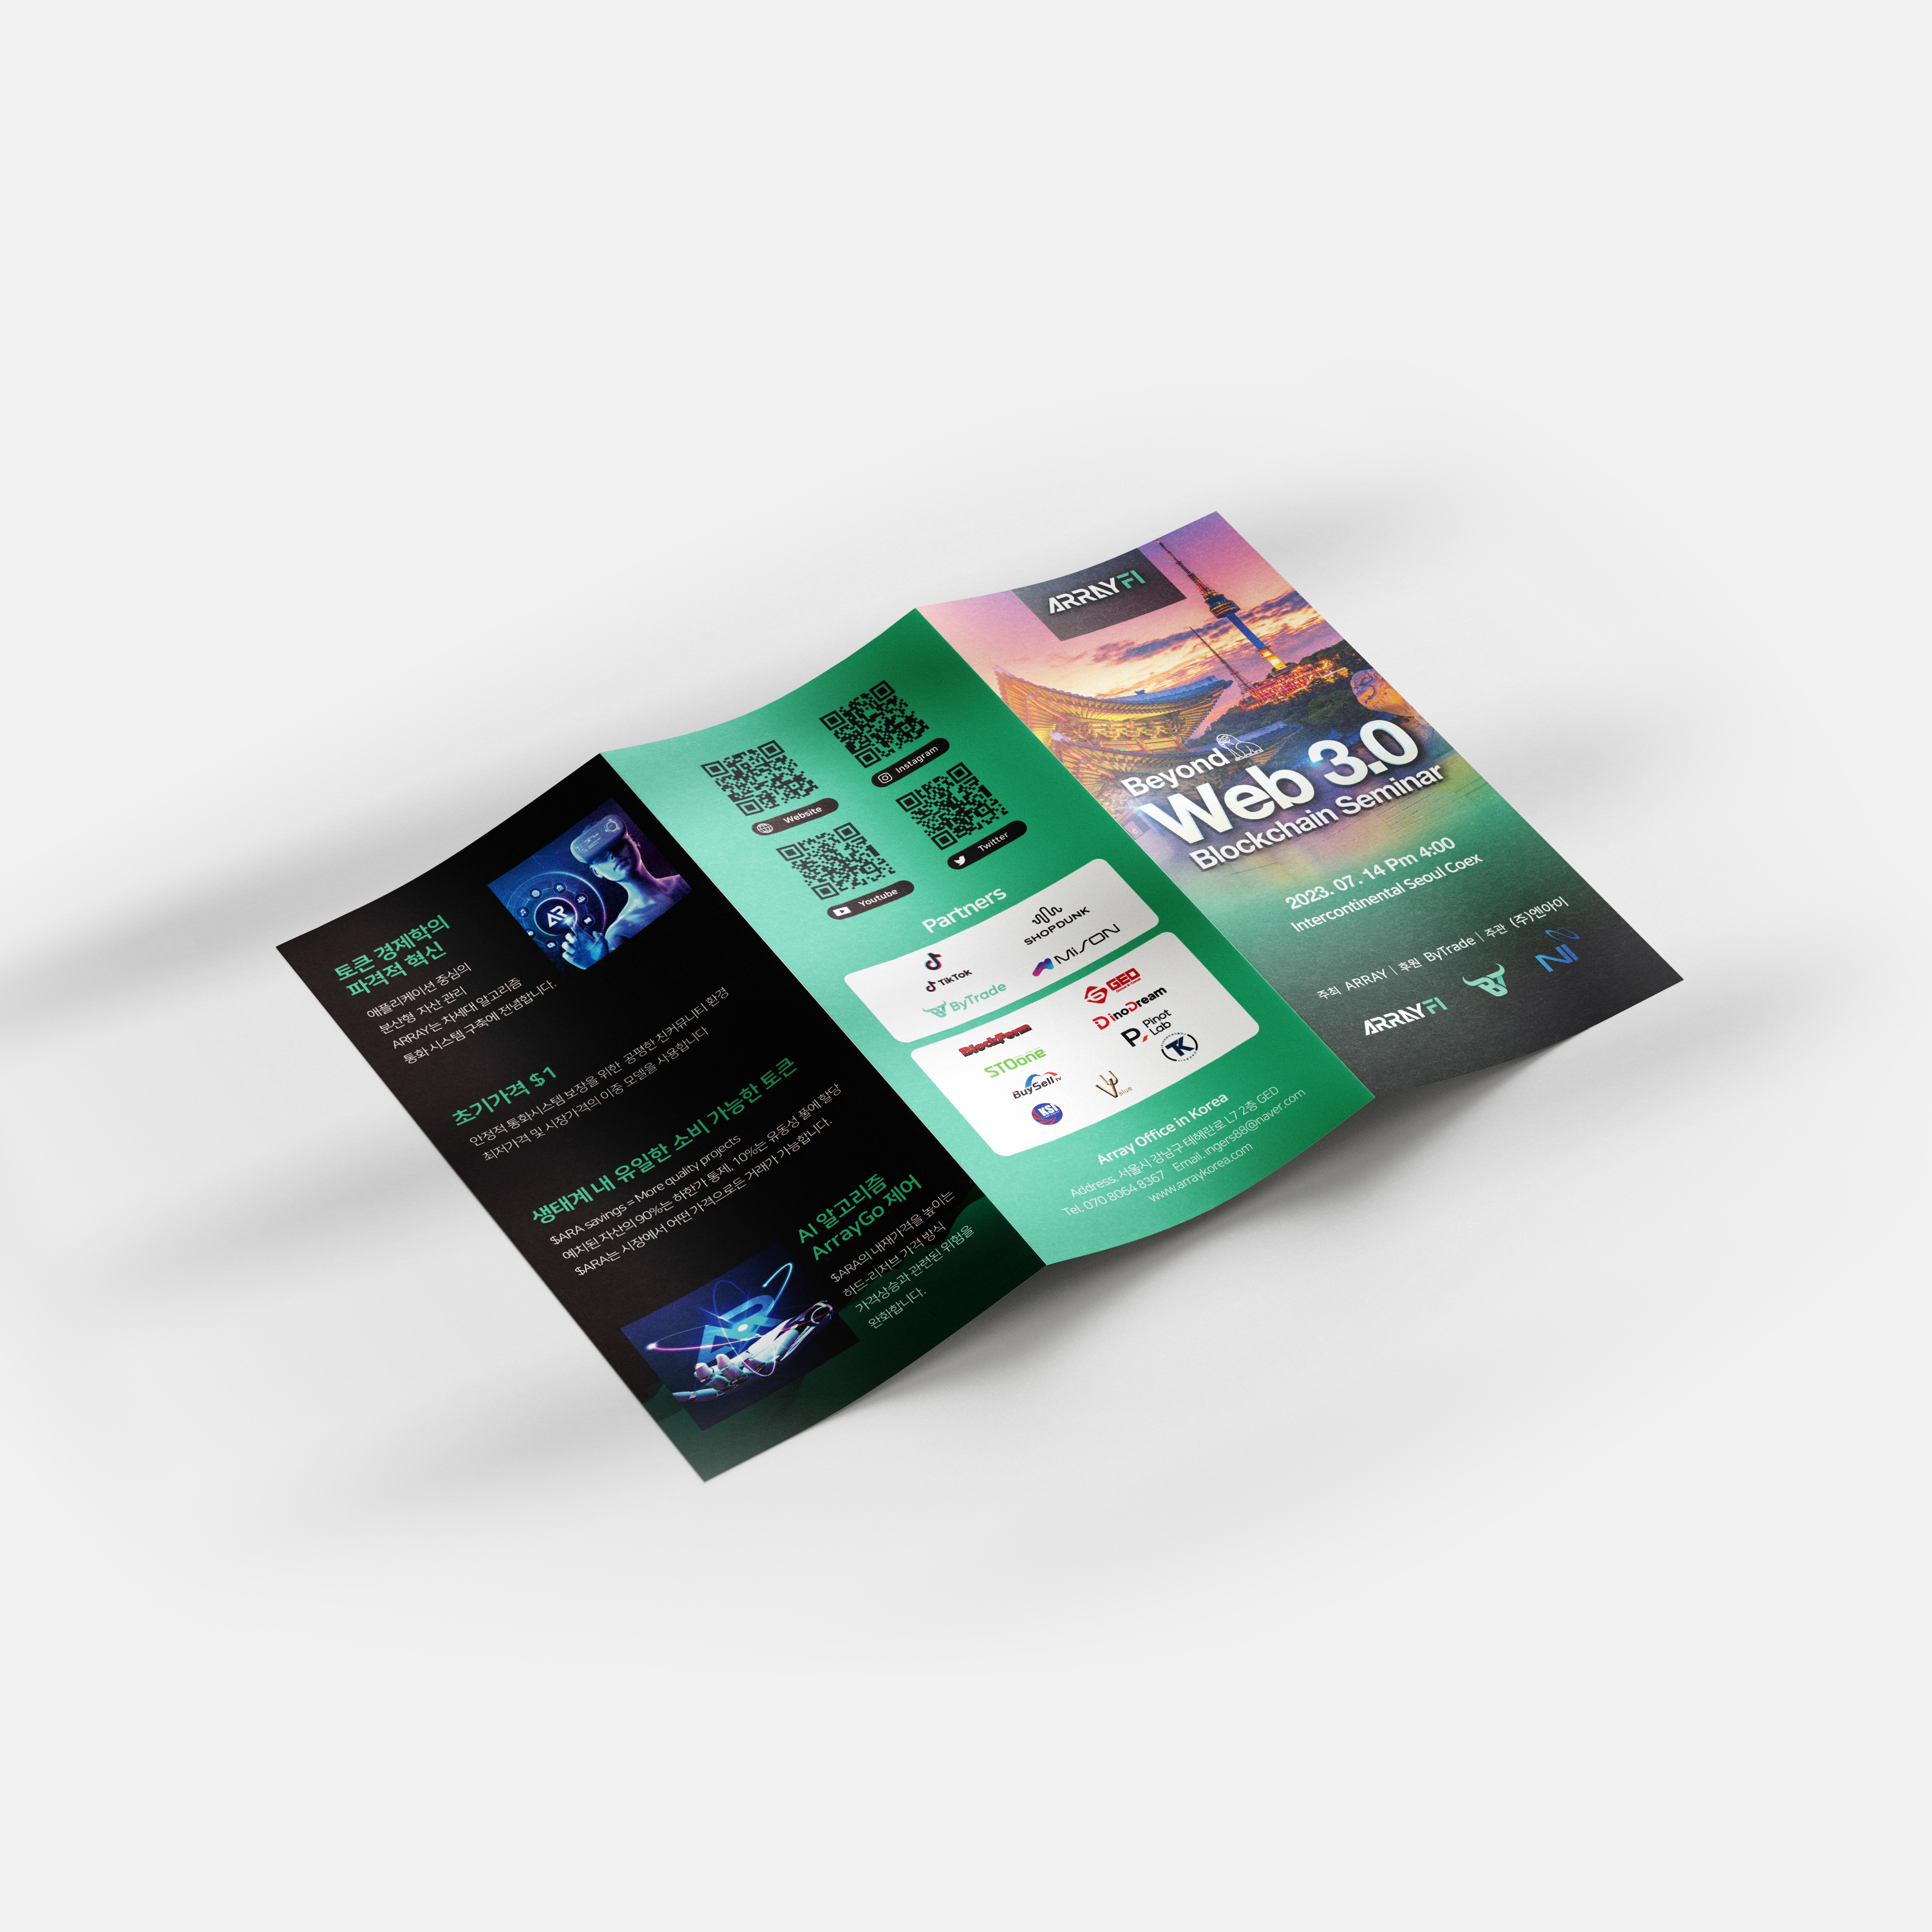 토큰 경제학의
파격적 혁신
애플리케이션 중심의
분산형 자산 관리
ARRAY는 차세대 알고리즘
통화 시스템 구축에 전념합니다.
AR
초기가격 $1
안정적 통화시스템 보장을 위한 공평한 친커뮤니티 환경
최저가격 및 시장가격의 이중 모델을 사용합니다
생태계 내 유일한 소비 가능한 토큰
$ARA savings = More quality projects
예치된 자산의 90%는 하한가 통제, 10%는 유동성 풀에 할당
$ARA는 시장에서 어떤 가격으로든 거래가 가능합니다.
AI 알고리즘
ArrayGo 제어
$ARA의 내재가격을 높이는
하드-리저브 가격 방식
가격상승과 관련된 위험을
완화합니다.
AR
Website
Instagram
Youtube
Twitter
Partners
TikTok
SHOPDUNK
TikTok
MiSON
ByTrade
GED
BlockFarm
DinoDream
STOone
Pinot
Lab
BuySell TV
TK
KSI
Value
Array Office in Korea
Address. 서울시 강남구 테헤란로 L7 2층 GED
Tel. 070 8064 8367 Email, ingers88@naver.com
www.arraykorea.com
ARRAYFI
Beyond
Web 3.0
Blockchain Seminar
2023. 07. 14 Pm 4:00
Intercontinental Seoul Coex
주최 ARRAY | 후원 ByTrade | 주관 (주)엔아이
ARRAYFI
NI